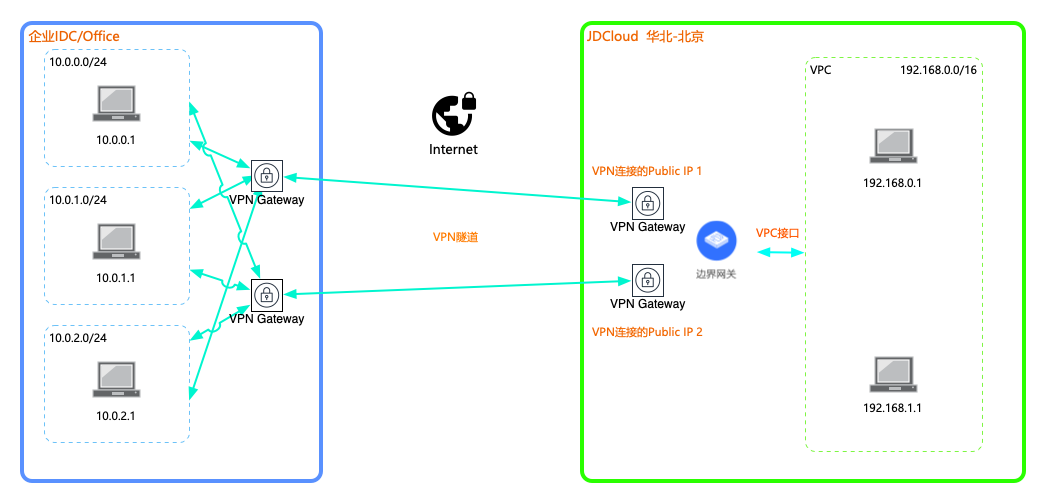 企业IDC/Office
10.0.0.0/24
10.0.0.1
10.0.1.0/24
10.0.1.1
10.0.2.0/24
10.0.2.1
VPN Gateway
VPN Gateway
Internet
VPN隧道
JDCloud 华北-北京
VPN连接的Public IP 1
VPN Gateway
VPN Gateway
VPN连接的Public IP 2
边界网关
VPC接口
VPC
192.168.0.0/16
192.168.0.1
192.168.1.1